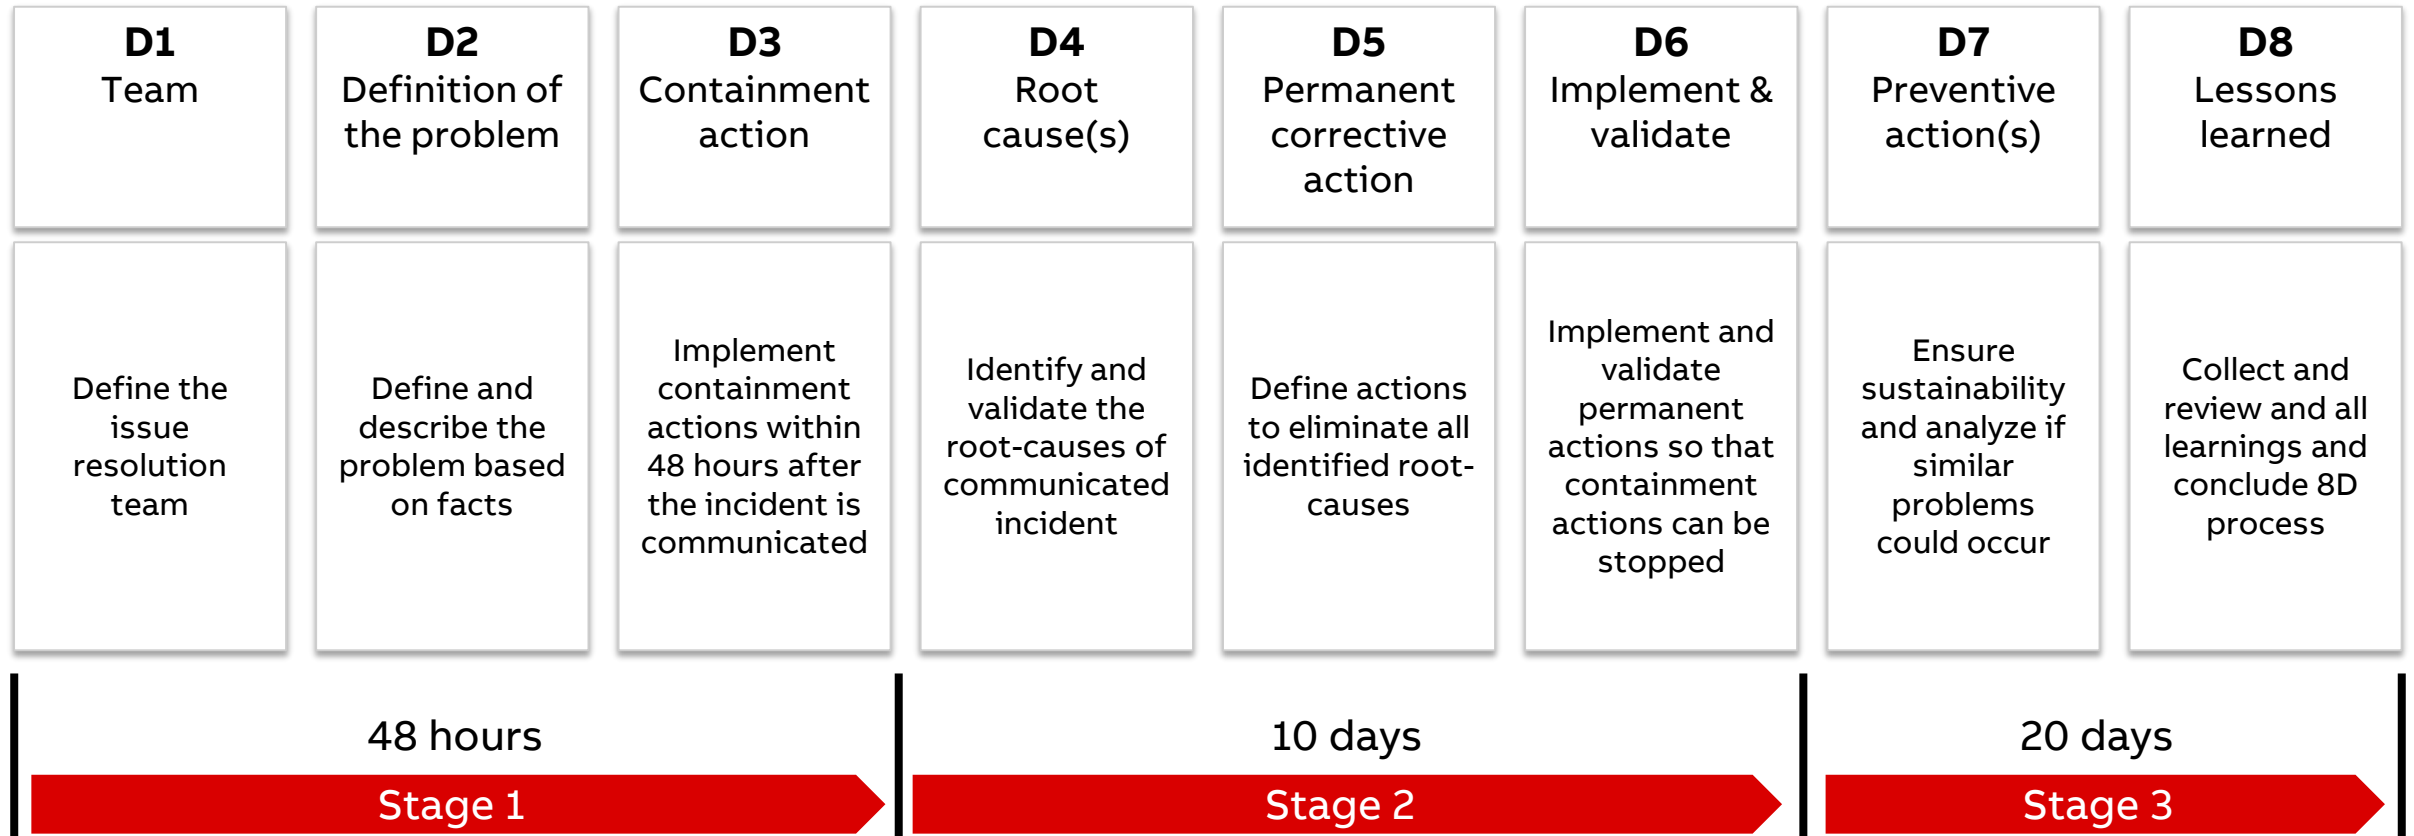 D1
Team
D2
Definition of
the problem
D3
Containment
action
D4
Root
cause(s)
D5
Permanent
corrective
action
D6
Implement &
validate
D7
Preventive
action(s)
D8
Lessons
learned
Define the
issue
resolution
team
Define and
describe the
problem based
on facts
Implement
containment
actions within
48 hours after
the incident is
communicated
Identify and
validate the
root-causes of
communicated
incident
Define actions
to eliminate all
identified root-
causes
Implement and
validate
permanent
actions so that
containment
actions can be
stopped
Ensure
sustainability
and analyze if
similar
problems
could occur
Collect and
review and all
learnings and
conclude 8D
process
48 hours
Stage 1
10 days
Stage 2
20 days
Stage 3